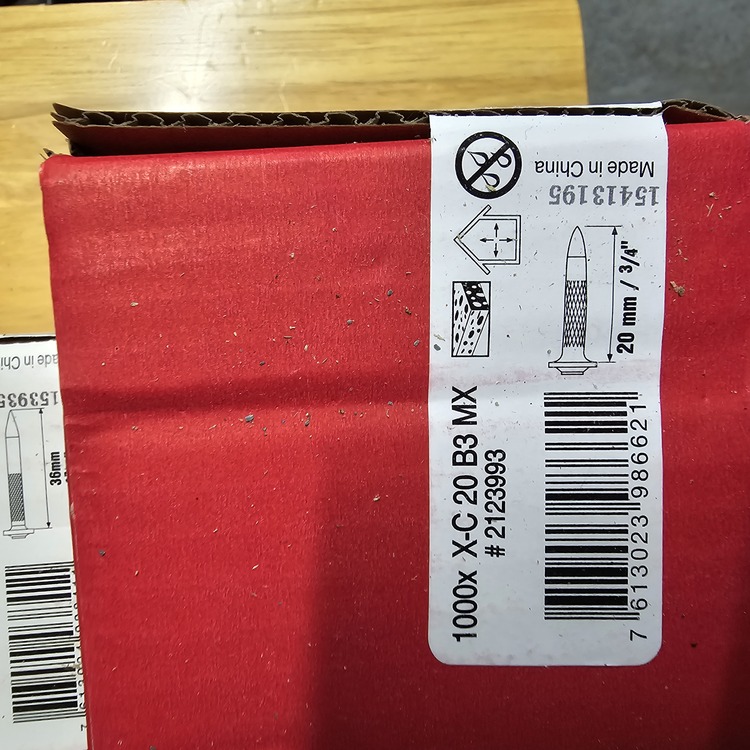 1000x X-C 20 B3 MX
# 2123993
20 mm / 3/4"
7 613023 986621
Made in China
15413195
36mm